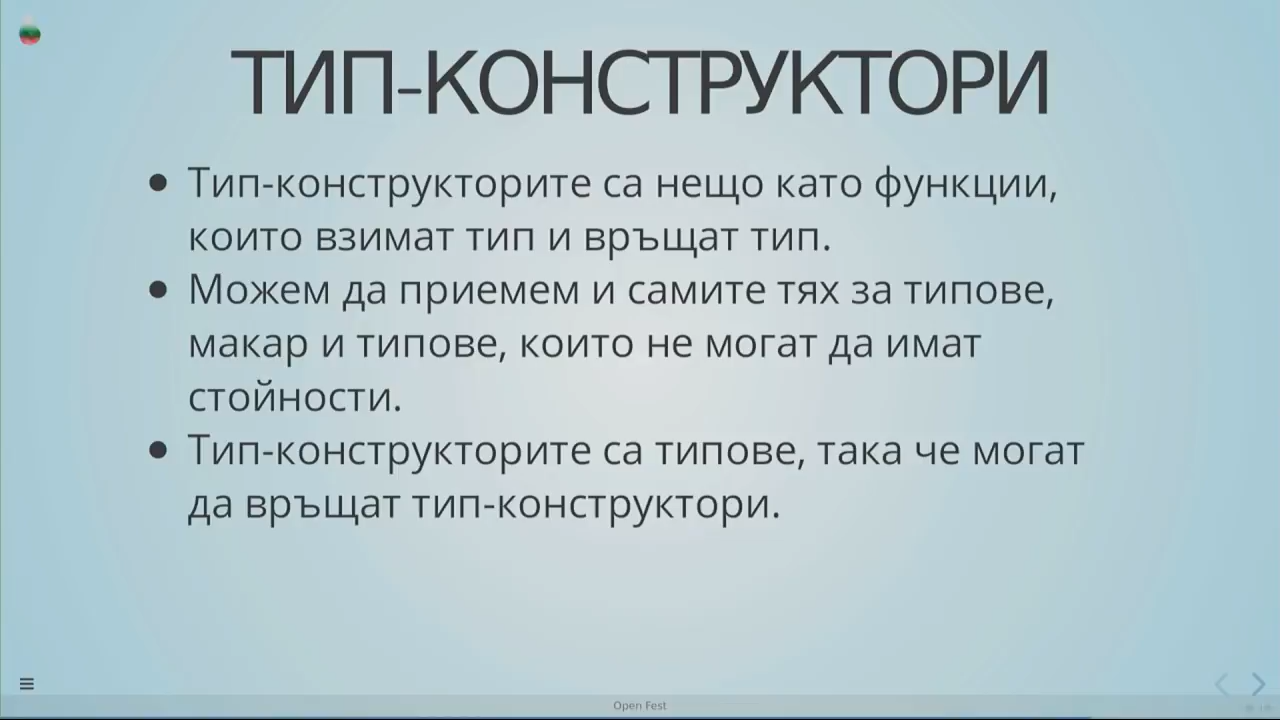 ТИП-КОНСТРУКТОРИ
Тип-конструкторите са нещо като функции,
които взимат тип и връщат тип.
Можем да приемем и самите тях за типове,
макар и типове, които не могат да имат
стойности.
Тип-конструкторите са типове, така че могат
да връщат тип-конструктори.
Open Fest